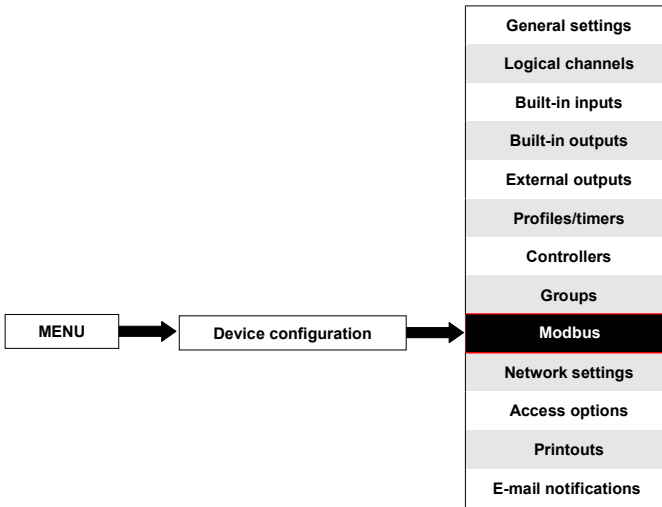 General settings
Logical channels
Built-in inputs
Built-in outputs
External outputs
Profiles/timers
Controllers
Groups
MENU
Device configuration
Modbus
Network settings
Access options
Printouts
E-mail notifications